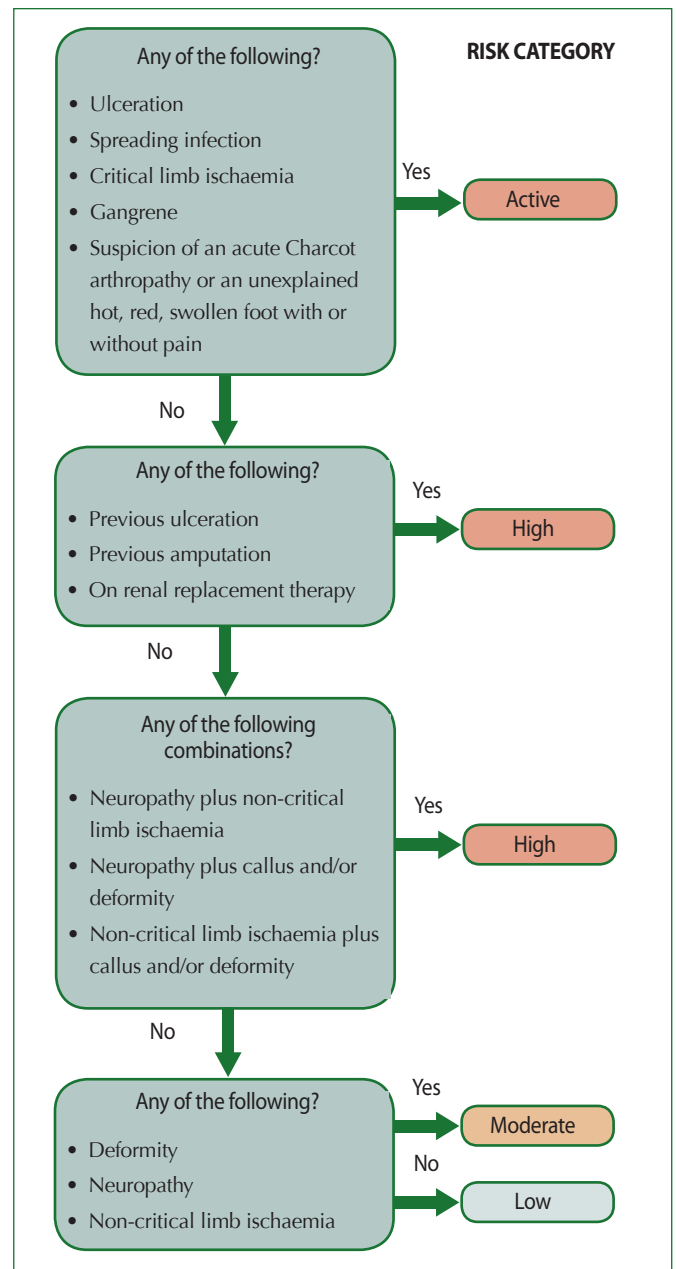 RISK CATEGORY
Any of the following?
• Ulceration
• Spreading infection
• Critical limb ischaemia
• Gangrene
• Suspicion of an acute Charcot
arthropathy or an unexplained
hot, red, swollen foot with or
without pain
Yes
Active
No
Any of the following?
• Previous ulceration
• Previous amputation
• On renal replacement therapy
Yes
High
No
Any of the following
combinations?
• Neuropathy plus non-critical
limb ischaemia
• Neuropathy plus callus and/or
deformity
• Non-critical limb ischaemia plus
callus and/or deformity
Yes
High
No
Any of the following?
• Deformity
• Neuropathy
• Non-critical limb ischaemia
Yes
Moderate
No
Low